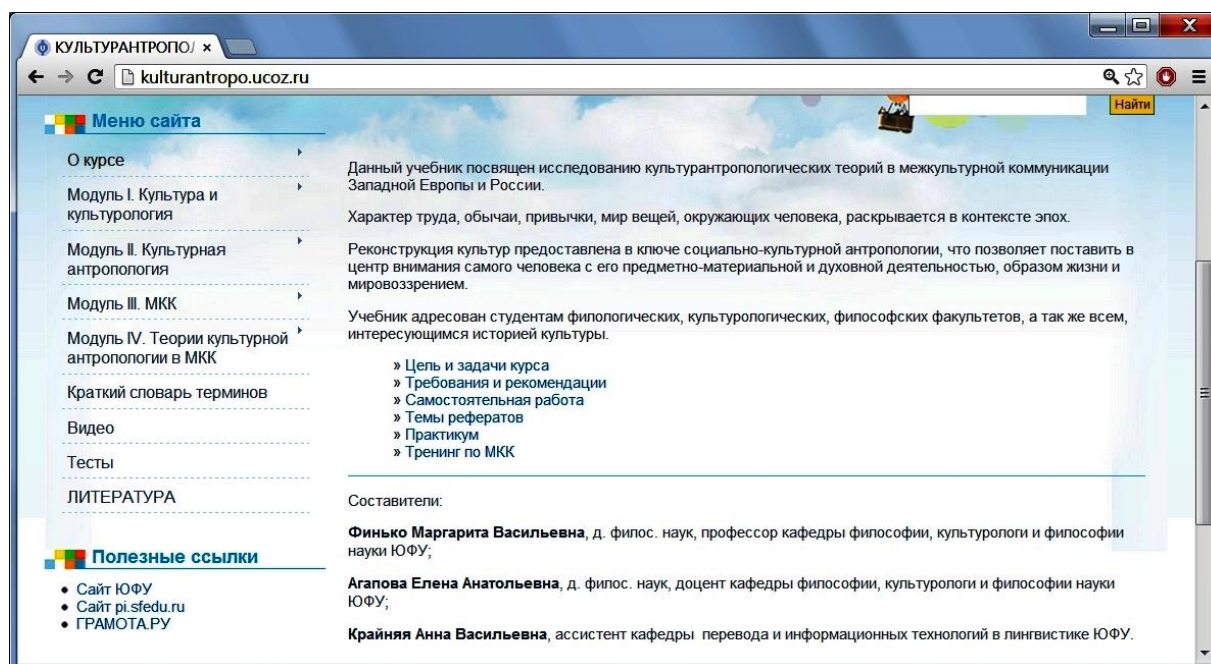 КУЛЬТУРАНТРОПО
kulturantropo.ucoz.ru
Найти
Меню сайта
О курсе
Модуль I. Культура и
культурология
Модуль II. Культурная
антропология
Модуль III. МКК
Модуль IV. Теории культурной
антропологии в МКК
Краткий словарь терминов
Видео
Тесты
ЛИТЕРАТУРА
Полезные ссылки
• Сайт ЮФУ
• Сайт pi.sfedu.ru
• ГРАМОТА.РУ
Данный учебник посвящен исследованию культурантропологических теорий в межкультурной коммуникации
Западной Европы и России.
Характер труда, обычаи, привычки, мир вещей, окружающих человека, раскрывается в контексте эпох.
Реконструкция культур предоставлена в ключе социально-культурной антропологии, что позволяет поставить в
центр внимания самого человека с его предметно-материальной и духовной деятельностью, образом жизни и
мировоззрением.
Учебник адресован студентам филологических, культурологических, философских факультетов, а так же всем,
интересующимся историей культуры.
» Цель и задачи курса
» Требования и рекомендации
» Самостоятельная работа
» Темы рефератов
» Практикум
» Тренинг по МКК
Составители:
Финько Маргарита Васильевна, д. филос. наук, профессор кафедры философии, культурологи и философии
науки ЮФУ;
Агапова Елена Анатольевна, д. филос. наук, доцент кафедры философии, культурологи и философии науки
ЮФУ;
Крайняя Анна Васильевна, ассистент кафедры перевода и информационных технологий в лингвистике ЮФУ.